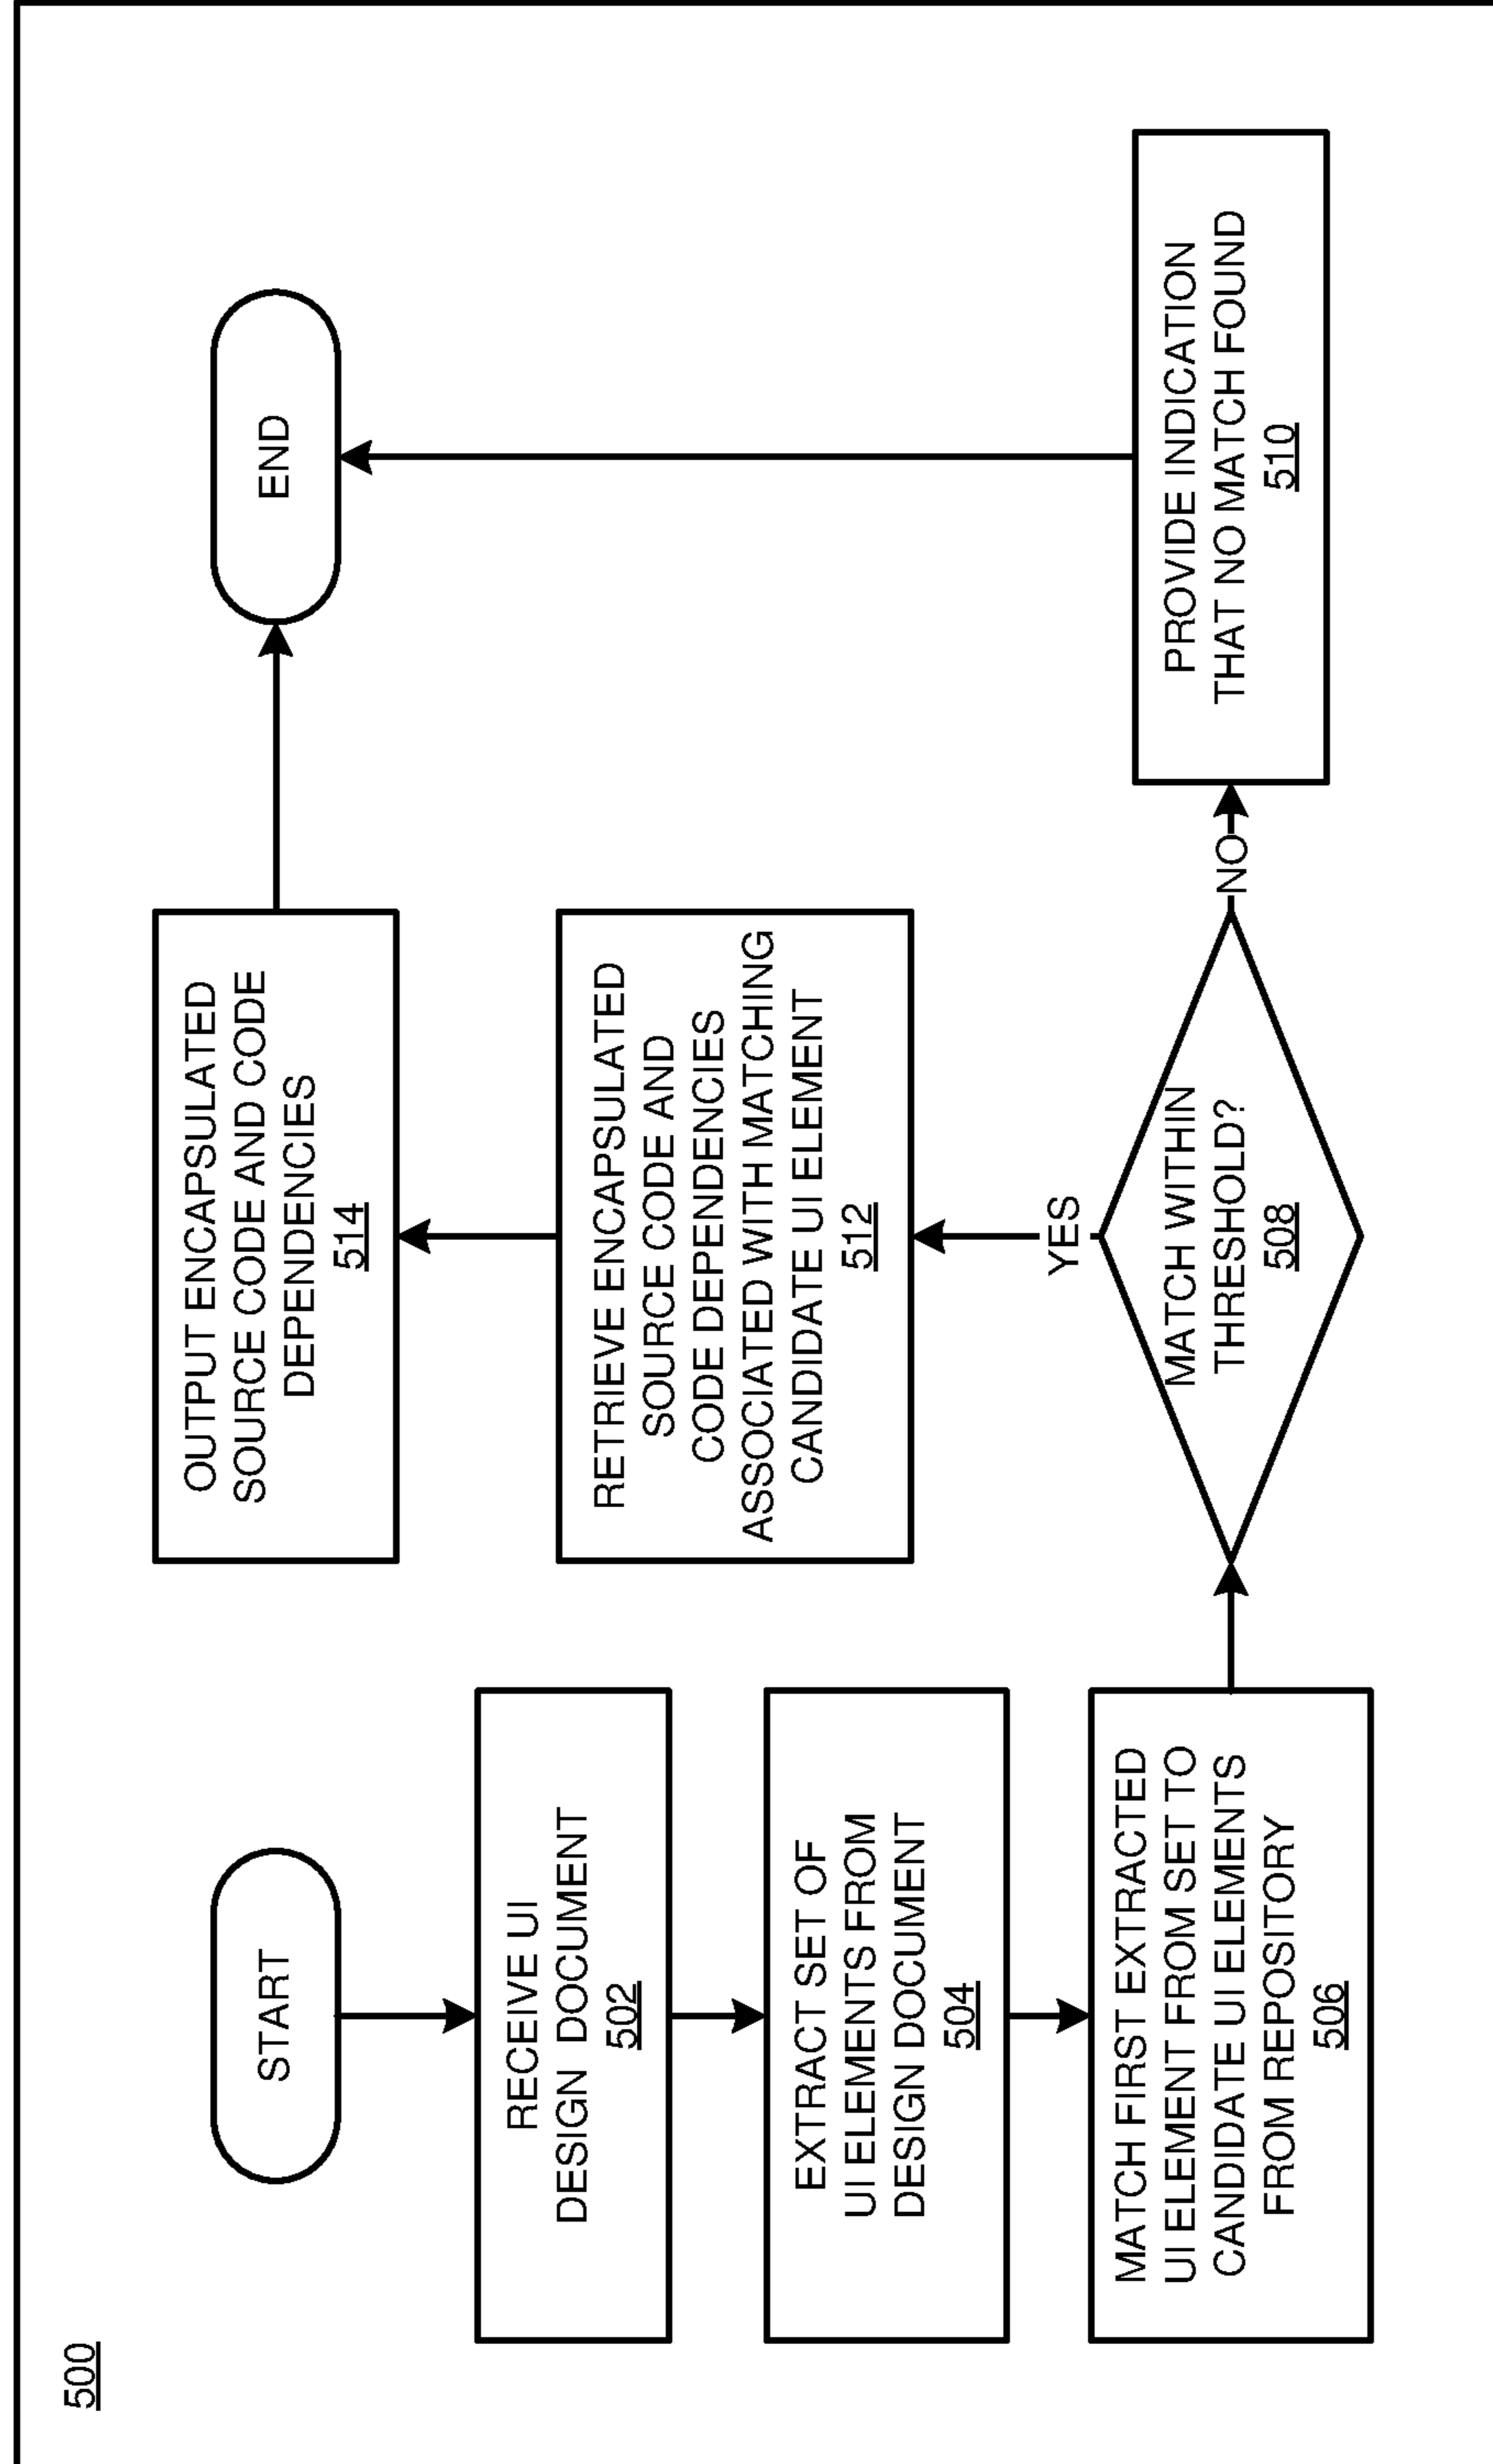 500
START
RECEIVE UI
DESIGN DOCUMENT
502
EXTRACT SET OF
UI ELEMENTS FROM
DESIGN DOCUMENT
504
MATCH FIRST EXTRACTED
UI ELEMENT FROM SET TO
CANDIDATE UI ELEMENTS
FROM REPOSITORY
506
MATCH WITHIN
THRESHOLD?
508
YES
NO
RETRIEVE ENCAPSULATED
SOURCE CODE AND
CODE DEPENDENCIES
ASSOCIATED WITH MATCHING
CANDIDATE UI ELEMENT
512
OUTPUT ENCAPSULATED
SOURCE CODE AND CODE
DEPENDENCIES
514
PROVIDE INDICATION
THAT NO MATCH FOUND
510
END